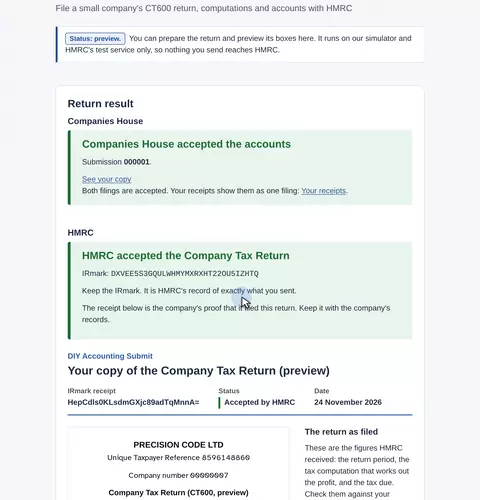 File a small company's CT600 return, computations and accounts with HMRC
Status: preview. You can prepare the return and preview its boxes here. It runs on our simulator and
HMRC's test service only, so nothing you send reaches HMRC.
Return result
Companies House
Companies House accepted the accounts
Submission 000001.
See your copy
Both filings are accepted. Your receipts show them as one filing: Your receipts.
HMRC
HMRC accepted the Company Tax Return
IRmark: DXVEE5S3GQULWHMYMXRXHT22OU5IZHTQ
Keep the IRmark. It is HMRC's record of exactly what you sent.
The receipt below is the company's proof that it filed this return. Keep it with the company's
records.
DIY Accounting Submit
Your copy of the Company Tax Return (preview)
IRmark receipt
HepCdls0KLsdmGXjc89adTqMnnA=
Status
Accepted by HMRC
Date
24 November 2026
PRECISION CODE LTD
Unique Taxpayer Reference 8596148860
Company number 00000007
Company Tax Return (CT600, preview)
The return as filed
These are the figures HMRC
received: the return period, the
tax computation that works out
the profit, and the tax due.
Check them against your